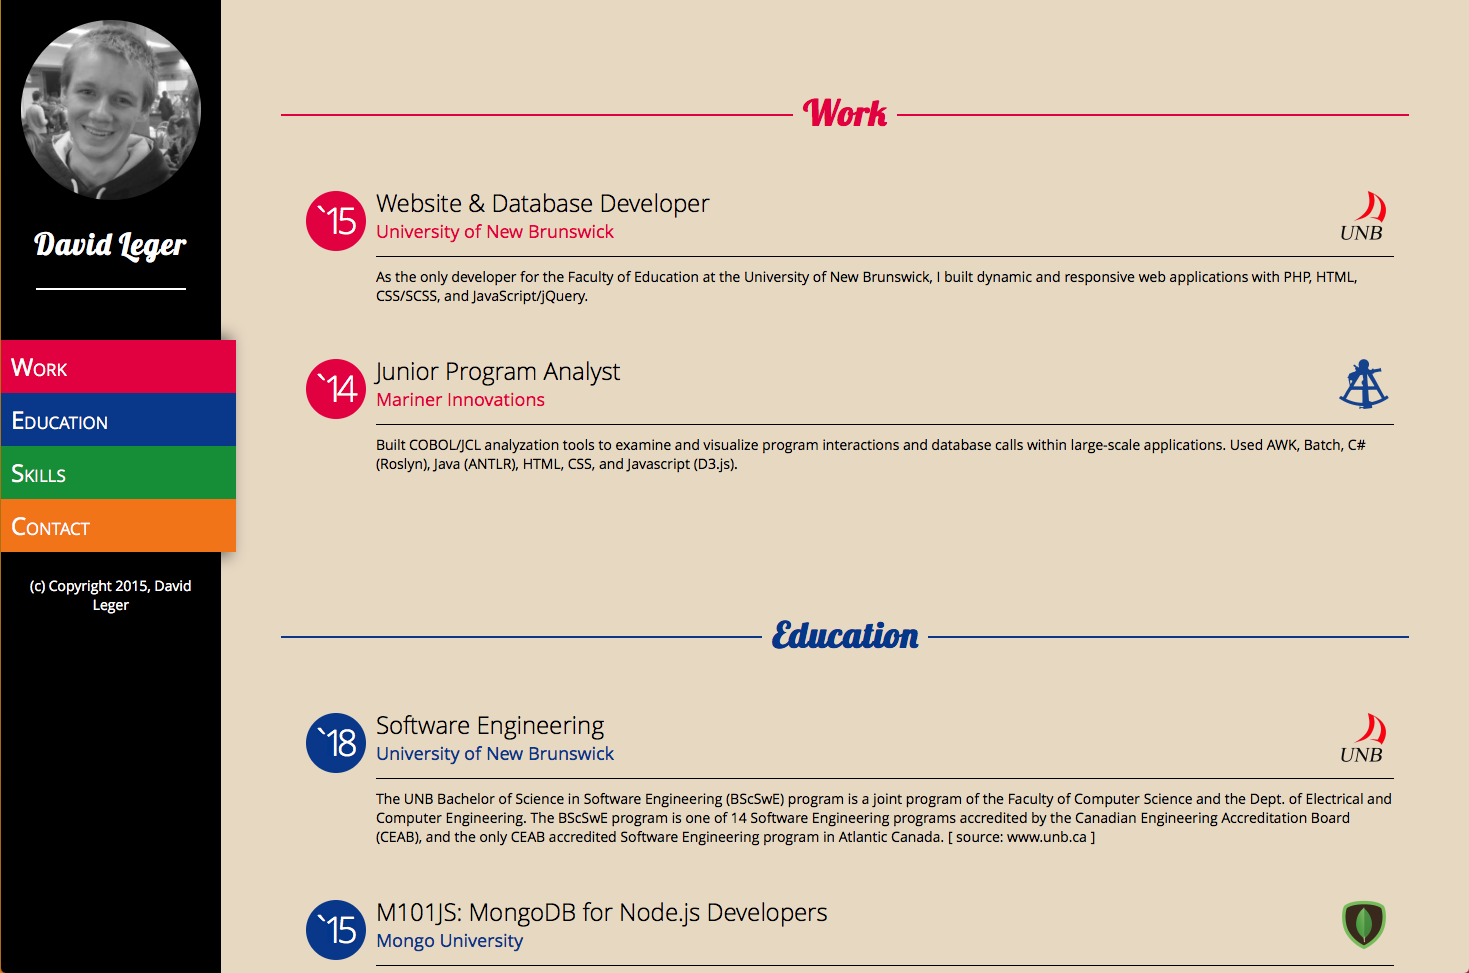 David Leger
Work
Education
Skills
Contact
(c) Copyright 2015, David
Leger
Work
`15
Website & Database Developer
University of New Brunswick
UNB
As the only developer for the Faculty of Education at the University of New Brunswick, I built dynamic and responsive web applications with PHP, HTML,
CSS/SCSS, and JavaScript/jQuery.
`14
Junior Program Analyst
Mariner Innovations
Built COBOL/JCL analyzation tools to examine and visualize program interactions and database calls within large-scale applications. Used AWK, Batch, C#
(Roslyn), Java (ANTLR), HTML, CSS, and Javascript (D3.js).
Education
`18
Software Engineering
University of New Brunswick
UNB
The UNB Bachelor of Science in Software Engineering (BScSwE) program is a joint program of the Faculty of Computer Science and the Dept. of Electrical and
Computer Engineering. The BScSwE program is one of 14 Software Engineering programs accredited by the Canadian Engineering Accreditation Board
(CEAB), and the only CEAB accredited Software Engineering program in Atlantic Canada. [ source: www.unb.ca ]
`15
M101JS: MongoDB for Node.js Developers
Mongo University